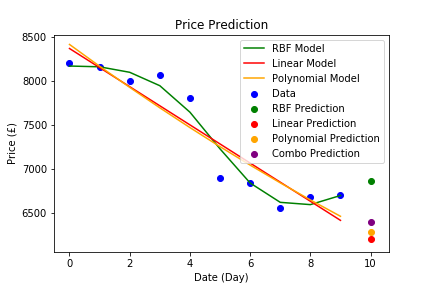 Price Prediction
8500
8000
7500
7000
6500
Price (£)
0
2
4
6
8
10
Date (Day)
RBF Model
Linear Model
Polynomial Model
Data
RBF Prediction
Linear Prediction
Polynomial Prediction
Combo Prediction